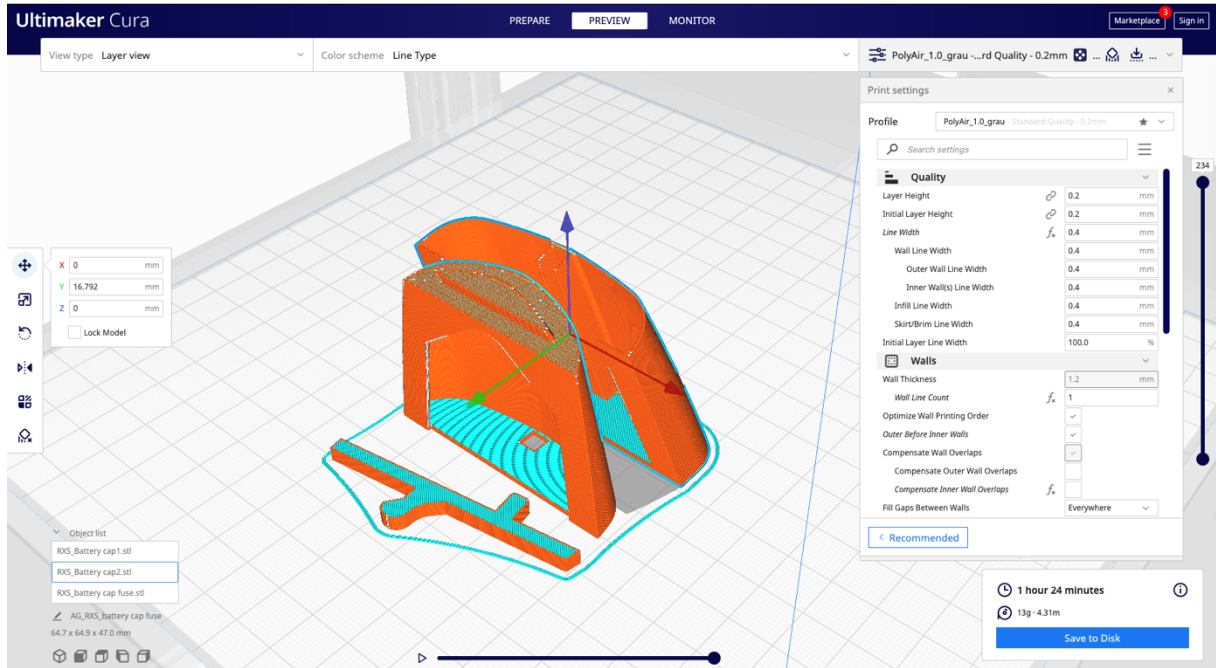 Ultimaker Cura
PREPARE PREVIEW MONITOR
Marketplace 3 Sign in
View type Layer view
Color scheme Line Type
PolyAir_1.0_grau -...rd Quality - 0.2mm ... ...
Print settings ×
Profile PolyAir_1.0_grau - Standard Quality - 0.2mm
Search settings
Quality
Layer Height 0.2 mm
Initial Layer Height 0.2 mm
Line Width 0.4 mm
Wall Line Width 0.4 mm
Outer Wall Line Width 0.4 mm
Inner Wall(s) Line Width 0.4 mm
Infill Line Width 0.4 mm
Skirt/Brim Line Width 0.4 mm
Initial Layer Line Width 100.0 %
Walls
Wall Thickness 1.2 mm
Wall Line Count 1
Optimize Wall Printing Order
Outer Before Inner Walls
Compensate Wall Overlaps
Compensate Outer Wall Overlaps
Compensate Inner Wall Overlaps
Fill Gaps Between Walls Everywhere
< Recommended
234
X 0 mm
Y 16.792 mm
Z 0 mm
Lock Model
Object list
RXS_Battery cap1.stl
RXS_Battery cap2.stl
RXS_battery cap fuse.stl
AG_RXS_battery cap fuse
64.7 x 64.9 x 47.0 mm
1 hour 24 minutes
13g · 4.31m
Save to Disk